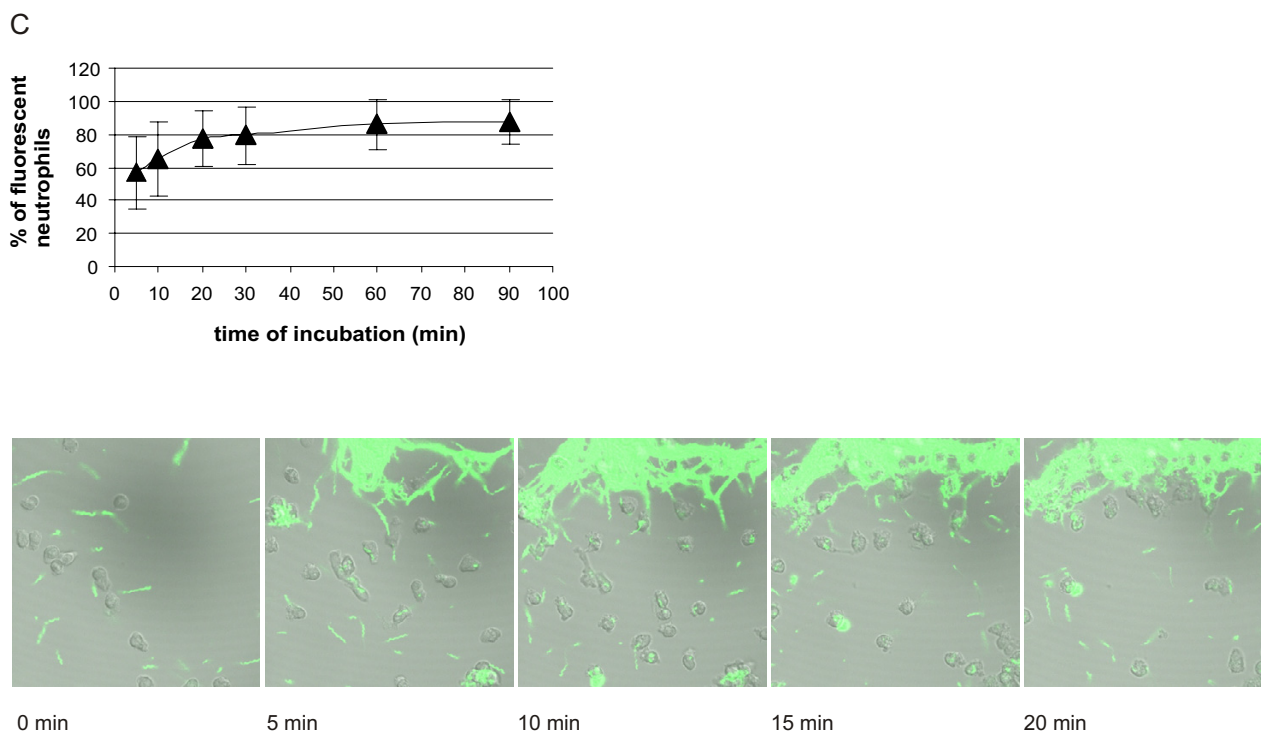 C
120
100
80
60
40
20
0
% of fluorescent
neutrophils
0 10 20 30 40 50 60 70 80 90 100
time of incubation (min)
0 min 5 min 10 min 15 min 20 min